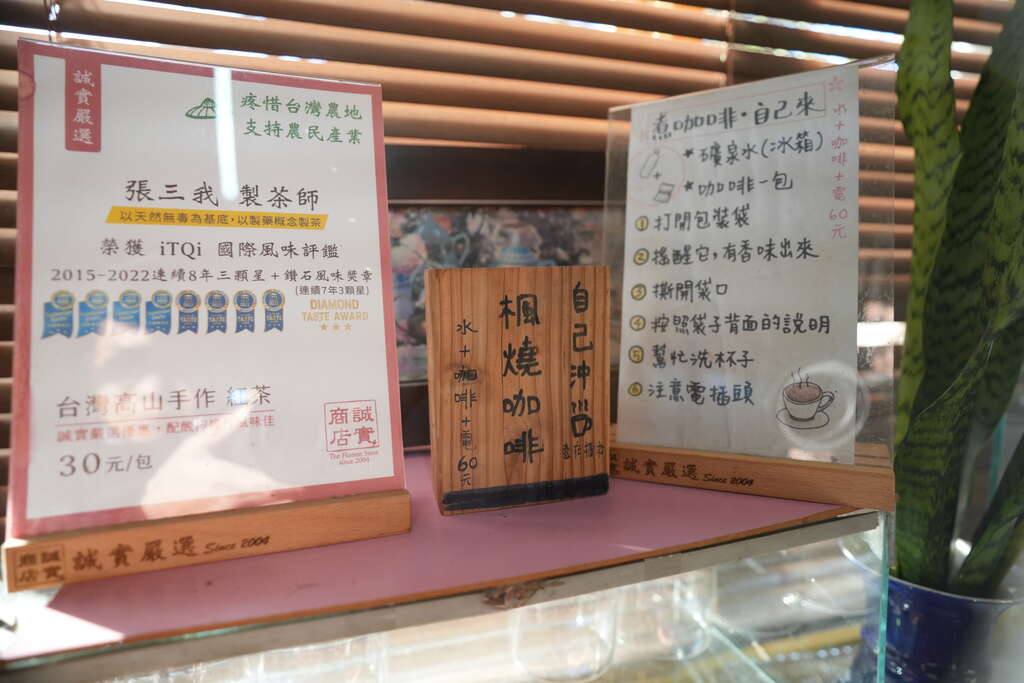 誠實嚴選
疼惜台灣農地
支持農民產業
張三我 製茶師
以天然無毒為基底,以製藥概念製茶
榮獲 iTQi 國際風味評鑑
2015-2022連續8年三顆星+鑽石風味獎章
(連續7年3顆星)
DIAMOND
TASTE AWARD
台灣高山手作 紅茶
誠實嚴選優惠,配
味佳
30元/包
誠實
商店
The Honest Store
since 2004
誠實
商店
誠實嚴選 Since 2004
自己沖
楓燒咖啡
水+咖啡+電60元
煮咖啡·自己來
*礦泉水(冰箱)
*咖啡一包
①打開包裝袋
②搖醒它,有香味出來
③撕開袋口
④按照袋子背面的說明
⑤幫忙洗杯子
⑥注意電插頭
☆水+咖啡+電60元
誠實嚴選 Since 2004